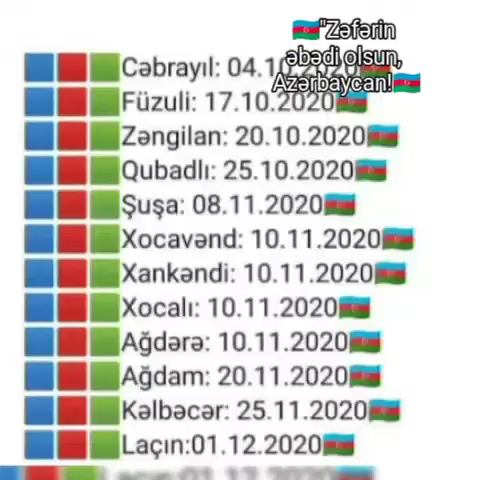 🇦🇿"Zəfərin
əbədi olsun,
Azərbaycan!🇦🇿
🟦🟥🟩Cəbrayıl: 04.10.2020🇦🇿
🟦🟥🟩Füzuli: 17.10.2020🇦🇿
🟦🟥🟩Zəngilan: 20.10.2020🇦🇿
🟦🟥🟩Qubadlı: 25.10.2020🇦🇿
🟦🟥🟩Şuşa: 08.11.2020🇦🇿
🟦🟥🟩Xocavənd: 10.11.2020🇦🇿
🟦🟥🟩Xankəndi: 10.11.2020🇦🇿
🟦🟥🟩Xocalı: 10.11.2020🇦🇿
🟦🟥🟩Ağdərə: 10.11.2020🇦🇿
🟦🟥🟩Ağdam: 20.11.2020🇦🇿
🟦🟥🟩Kəlbəcər: 25.11.2020🇦🇿
🟦🟥🟩Laçın:01.12.2020🇦🇿